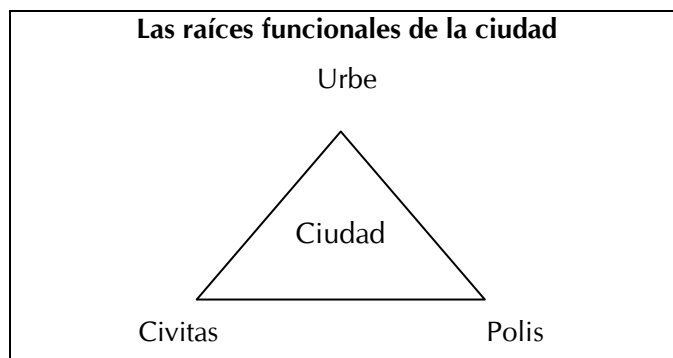 Las raíces funcionales de la ciudad
Urbe
Ciudad
Civitas
Polis